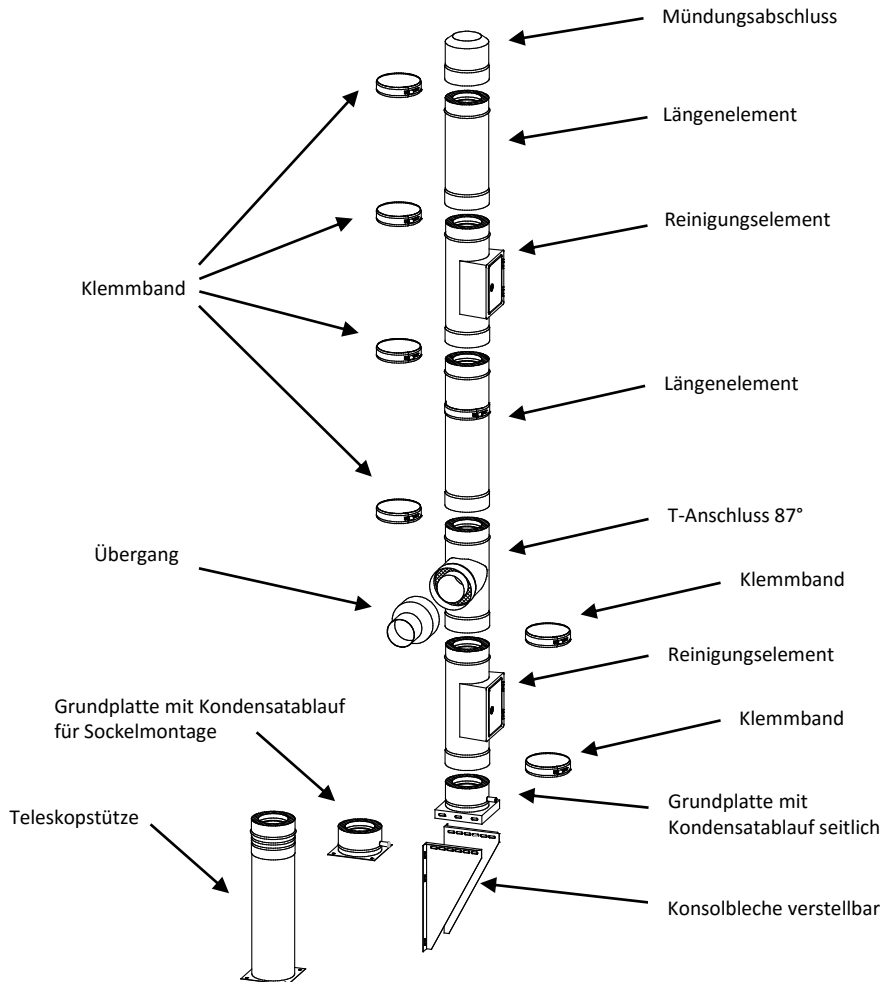 Mündungsabschluss
Längenelement
Reinigungselement
Klemmband
Längenelement
T-Anschluss 87°
Übergang
Klemmband
Reinigungselement
Grundplatte mit Kondensatablauf
für Sockelmontage
Klemmband
Teleskopstütze
Grundplatte mit
Kondensatablauf seitlich
Konsolbleche verstellbar